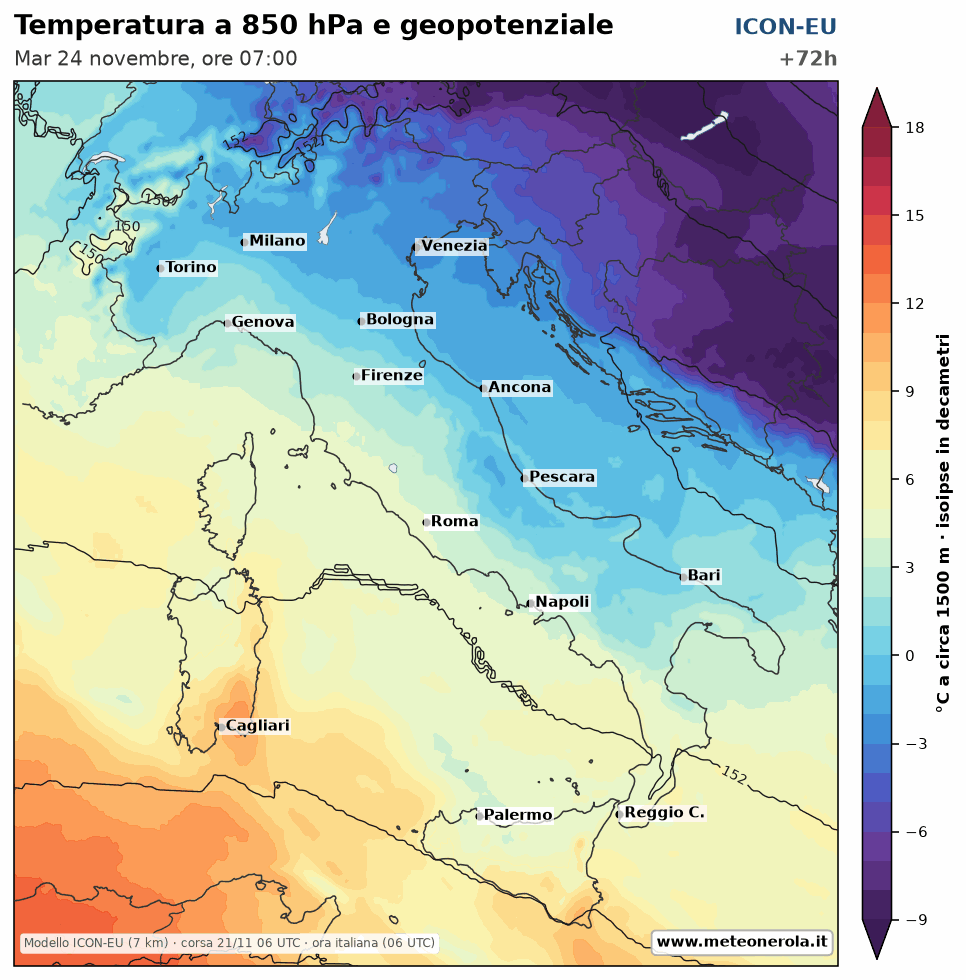 Temperatura a 850 hPa e geopotenziale
ICON-EU
Mar 24 novembre, ore 07:00
+72h
150
150
150
Milano
Venezia
Torino
Genova
Bologna
Firenze
Ancona
Pescara
Roma
Bari
Napoli
Cagliari
152
Palermo
Reggio C.
Modello ICON-EU (7 km) · corsa 21/11 06 UTC · ora italiana (06 UTC)
www.meteonerola.it
18
15
12
9
6
3
0
−3
−6
−9
°C a circa 1500 m · isoipse in decametri